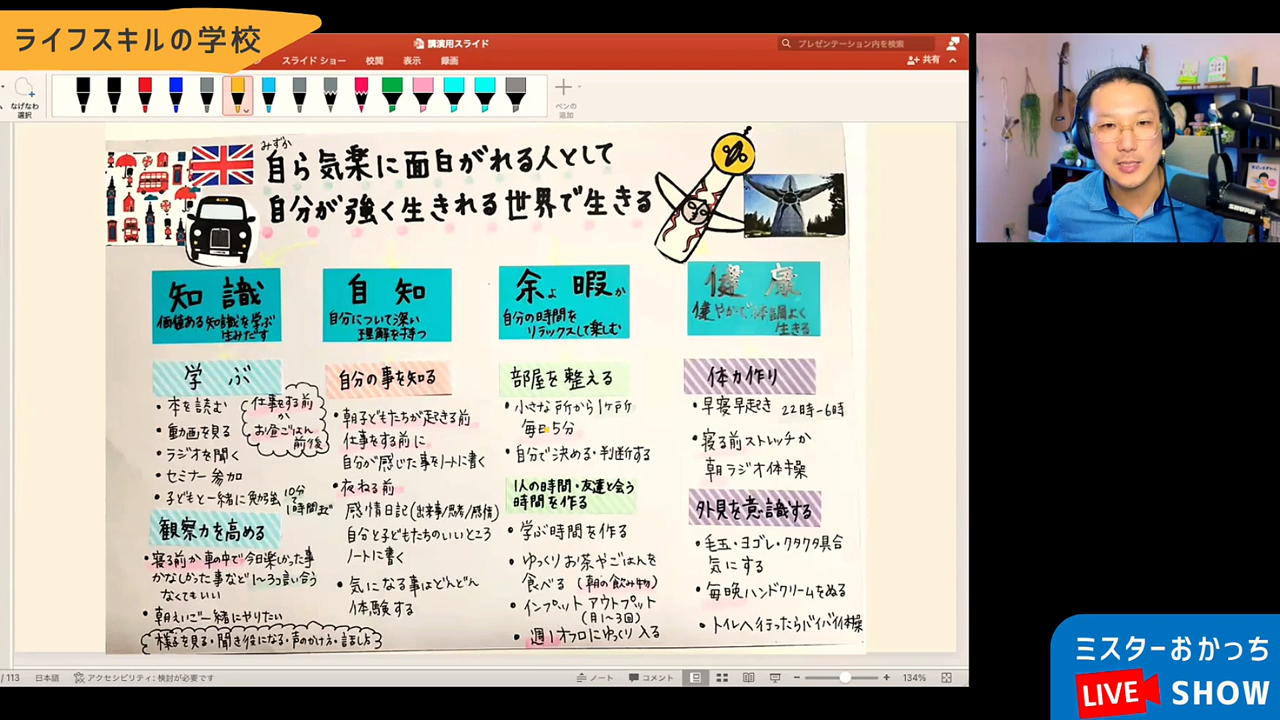 ライフスキルの学校
講演用スライド
プレゼンテーション内を検索
スライド ショー
校閲
表示
録画
共有
なげなわ
選択
ペンの
追加
みずか
自ら気楽に面白がれる人として
自分が強く生きれる世界で生きる
知識
価値ある知識を学ぶ
生みだす
学ぶ
・本を読む
・動画を見る
・ラジオを聞く
・セミナー参加
・子どもと一緒に勉強
10分
1時間まで
仕事をする前
か
お昼ごはん
前後
観察力を高める
・寝る前か車の中で今日楽しかった事
かなしかった事など1〜3つ言い合う
なくてもいい
・朝えいご一緒にやりたい
様子を見る・聞き役になる・声のかけ方・話し方
自知
自分について深い
理解を持つ
自分の事を知る
・朝子どもたちが起きる前
仕事をする前に
自分が感じた事をノートに書く
・夜ねる前
感情日記(出来事/思考/感情)
自分と子どもたちのいいところ
ノートに書く
・気になる事はどんどん
体験する
余よ暇か
自分の時間を
リラックスして楽しむ
部屋を整える
・小さな所から1ヶ所
毎日5分
・自分で決める・判断する
1人の時間・友達と会う
時間を作る
・学ぶ時間を作る
・ゆっくりお茶やごはんを
食べる(朝の飲み物)
・インプットアウトプット
(月1〜3回)
・週1オフロにゆっくり入る
健康
健やかで体調よく
生きる
体力作り
・早寝早起き 22時-6時
・寝る前ストレッチか
朝ラジオ体操
外見を意識する
・毛玉・ヨゴレ・クタクタ具合
気にする
・毎晩ハンドクリームをぬる
・トイレへ行ったらバイバイ体操
/ 113
日本語
アクセシビリティ: 検討が必要です
ノート
コメント
134%
SHURE
ミスターおかっち
LIVE SHOW